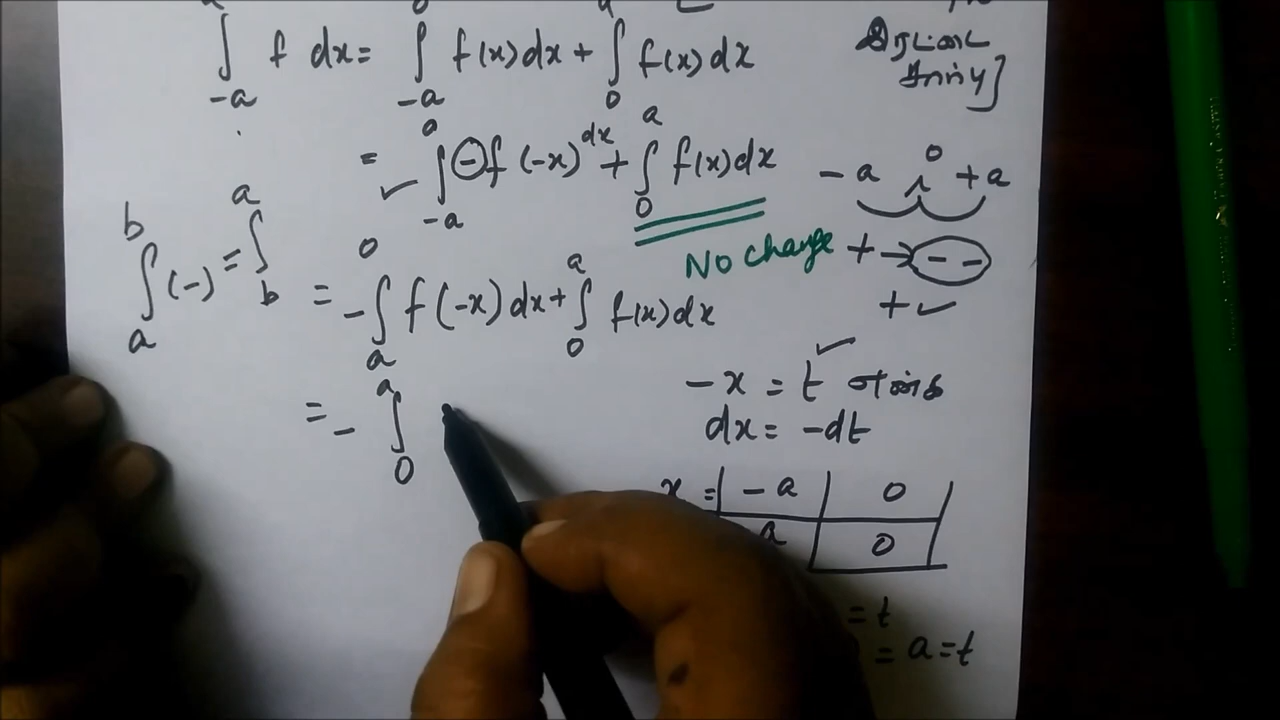 ∫_{-a} f dx = ∫_{-a}^{0} f(x)dx + ∫_{0}^{a} f(x)dx
= ∫_{-a}^{0} -f(-x) dx + ∫_{0}^{a} f(x)dx
-a 0 +a
No change + → - -
+ ✓
∫_{a}^{b} (-) = ∫_{b}^{a}
= -∫_{a}^{0} f(-x) dx + ∫_{0}^{a} f(x)dx
= - ∫_{0}^{a}
-x = t ✓ என்க
dx = -dt
x = | -a | 0
a | 0
= t
= a = t